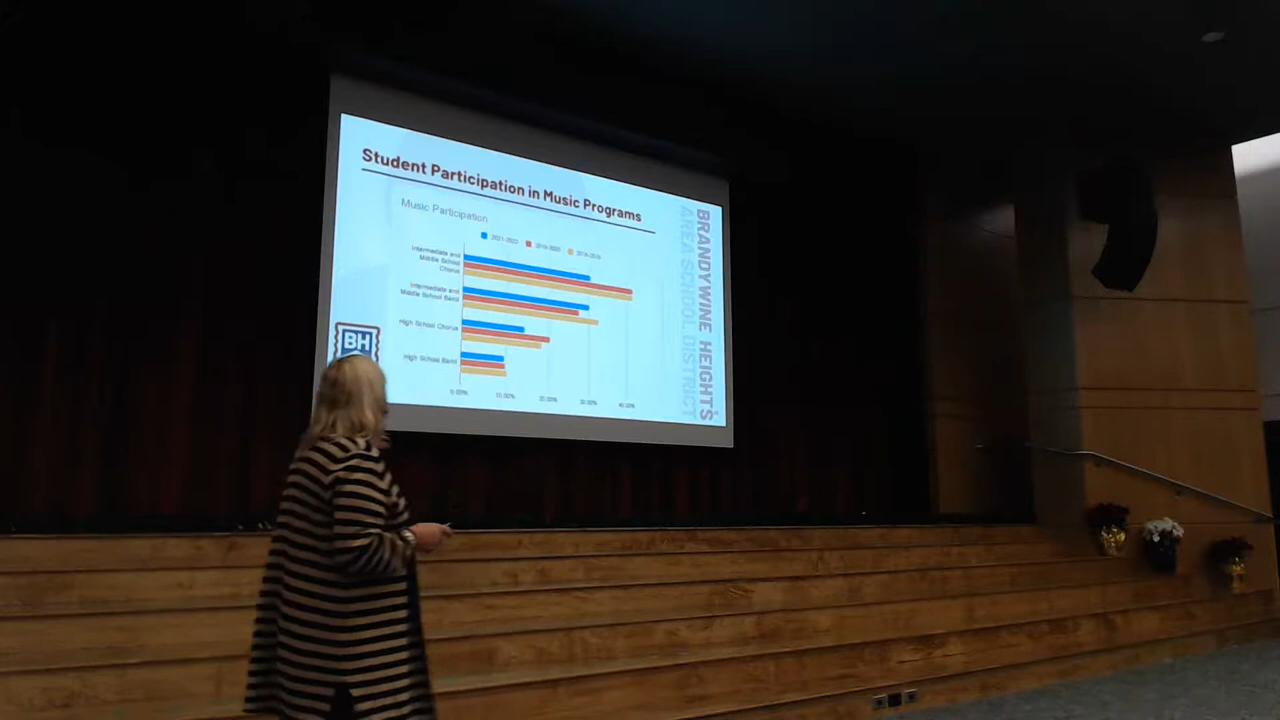 Student Participation in Music Programs
Music Participation
2021-2022 2019-2020 2018-2019
Intermediate and
Middle School
Chorus
Intermediate and
Middle School Band
High School Chorus
High School Band
0.00% 10.00% 20.00% 30.00% 40.00%
BH
BRANDYWINE HEIGHTS
AREA SCHOOL DISTRICT